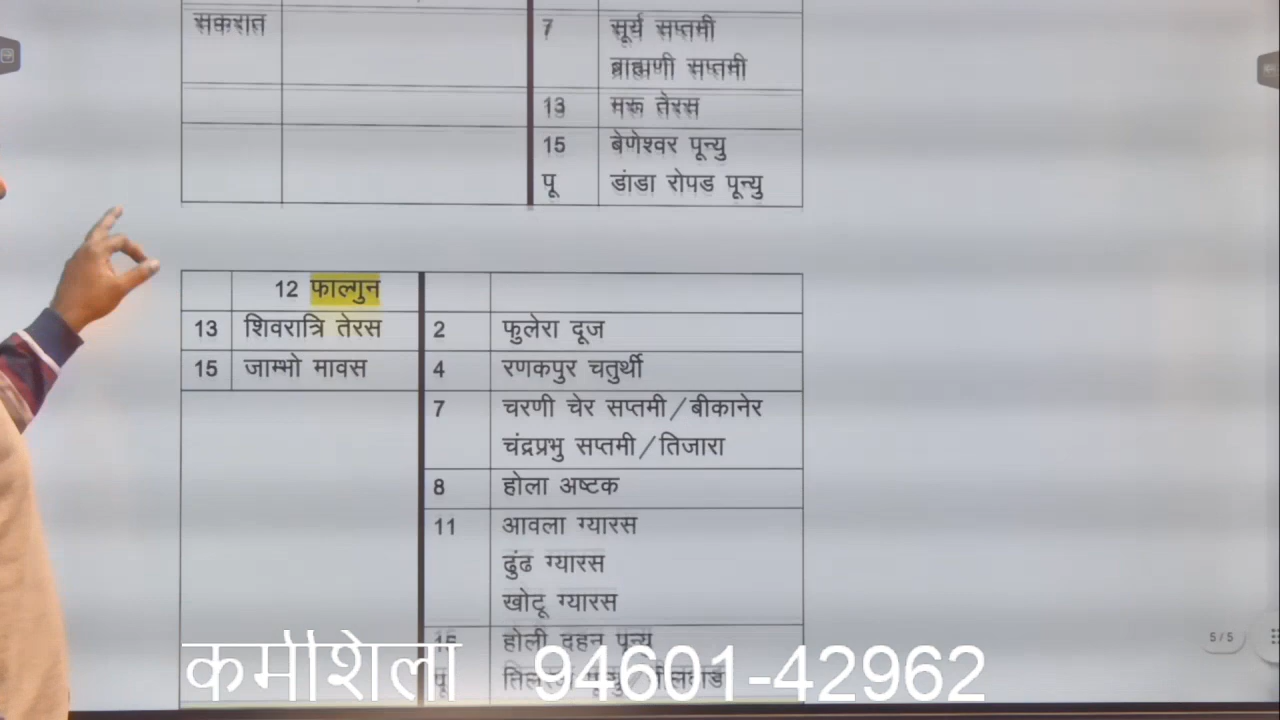 सकरात
7 सूर्य सप्तमी
ब्राह्मणी सप्तमी
13 मरू तेरस
15 बेणेश्वर पून्यु
पू डांडा रोपड पून्यु
12 फाल्गुन
13 शिवरात्रि तेरस 2 फुलेरा दूज
15 जाम्भो मावस 4 रणकपुर चतुर्थी
7 चरणी चेर सप्तमी/बीकानेर
चंद्रप्रभु सप्तमी/तिजारा
8 होला अष्टक
11 आवला ग्यारस
ढुंढ ग्यारस
खोटू ग्यारस
15 होली दहन पून्यु
पू
कर्मशिला 94601-42962
5/5